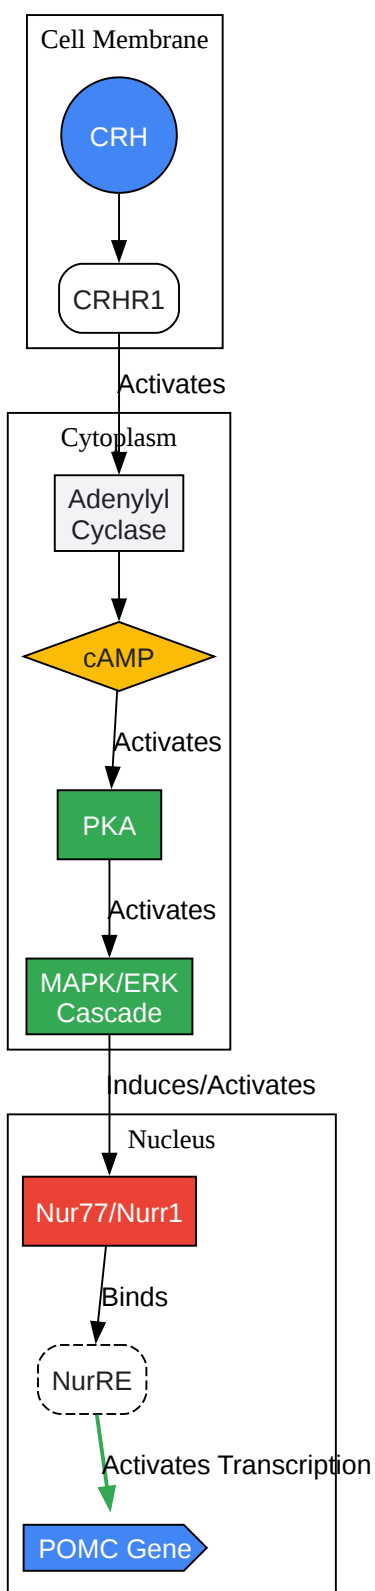 Cell Membrane
CRH
CRHR1
Activates
Cytoplasm
Adenylyl
Cyclase
cAMP
Activates
PKA
Activates
MAPK/ERK
Cascade
Induces/Activates
Nucleus
Nur77/Nurr1
Binds
NurRE
Activates Transcription
POMC Gene